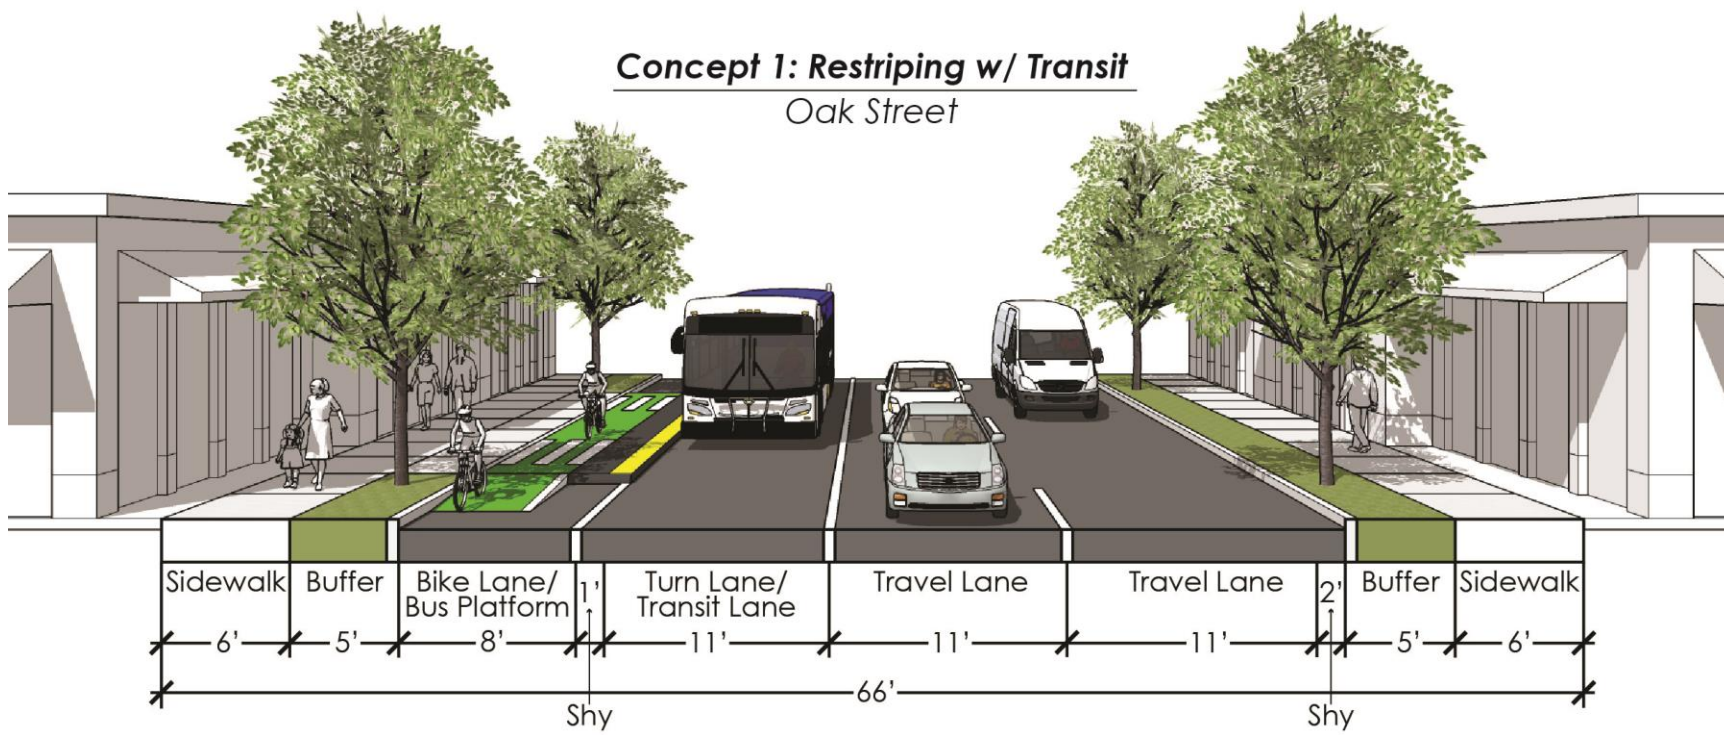 Concept 1: Restriping w/ Transit
Oak Street
Sidewalk
Buffer
Bike Lane/
Bus Platform
1’
Turn Lane/
Transit Lane
Travel Lane
Travel Lane
2’
Buffer
Sidewalk
6’
5’
8’
11’
11’
11’
5’
6’
66’
Shy
Shy